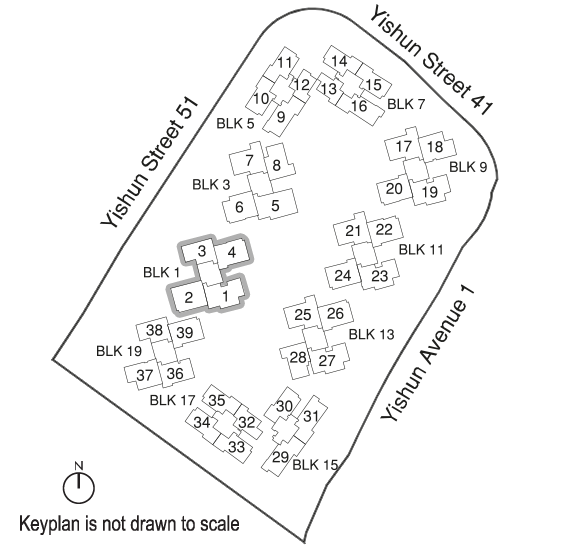 Yishun Street 41
Yishun Street 51
Yishun Avenue 1
11
12
10
9
BLK 5
14
15
13
16
BLK 7
7
8
BLK 3
6
5
17
18
BLK 9
20
19
21
22
BLK 11
24
23
3
4
BLK 1
2
1
25
26
BLK 13
28
27
38
39
BLK 19
37
36
BLK 17
35
34
32
33
30
31
29
BLK 15
N
Keyplan is not drawn to scale